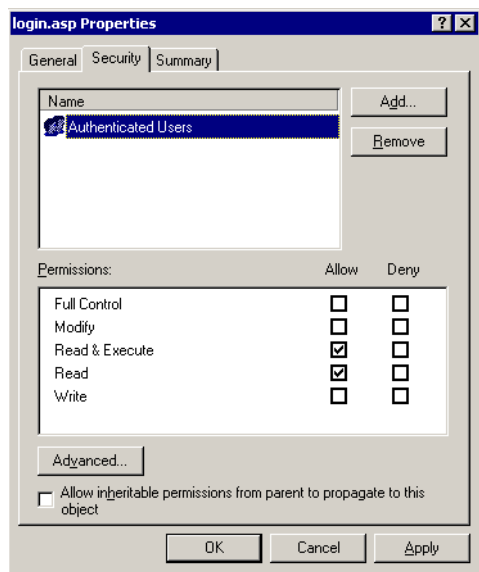 login.asp Properties
General Security Summary
Name
Authenticated Users
Add...
Remove
Permissions: Allow Deny
Full Control
Modify
Read & Execute
Read
Write
Advanced...
Allow inheritable permissions from parent to propagate to this
object
OK Cancel Apply